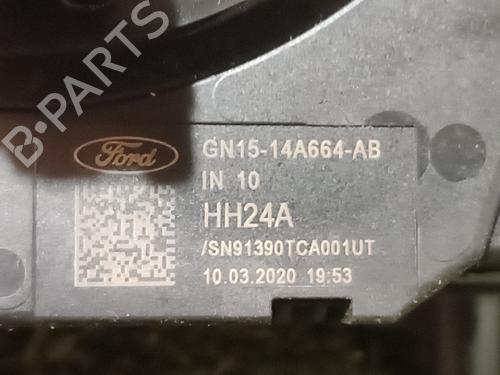 B-PARTS
Ford
GN15-14A664-AB
IN 10
HH24A
/SN91390TCA001UT
10.03.2020 19:53